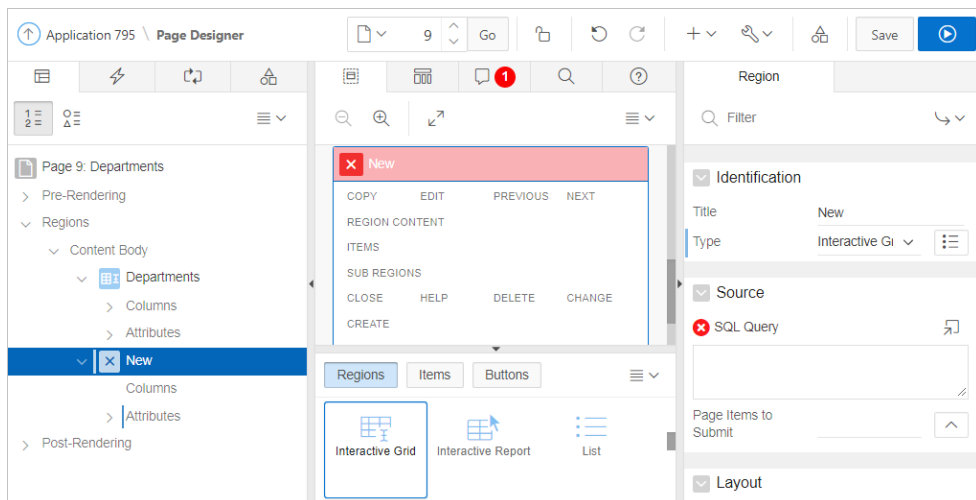 Application 795 \ Page Designer
9
Go
Save
1
Region
1 =
2 =
Filter
Page 9: Departments
Pre-Rendering
Regions
Content Body
Departments
Columns
Attributes
New
Columns
Attributes
Post-Rendering
New
COPY EDIT PREVIOUS NEXT
REGION CONTENT
ITEMS
SUB REGIONS
CLOSE HELP DELETE CHANGE
CREATE
Regions Items Buttons
Interactive Grid Interactive Report List
Identification
Title New
Type Interactive Gr
Source
SQL Query
Page Items to
Submit
Layout